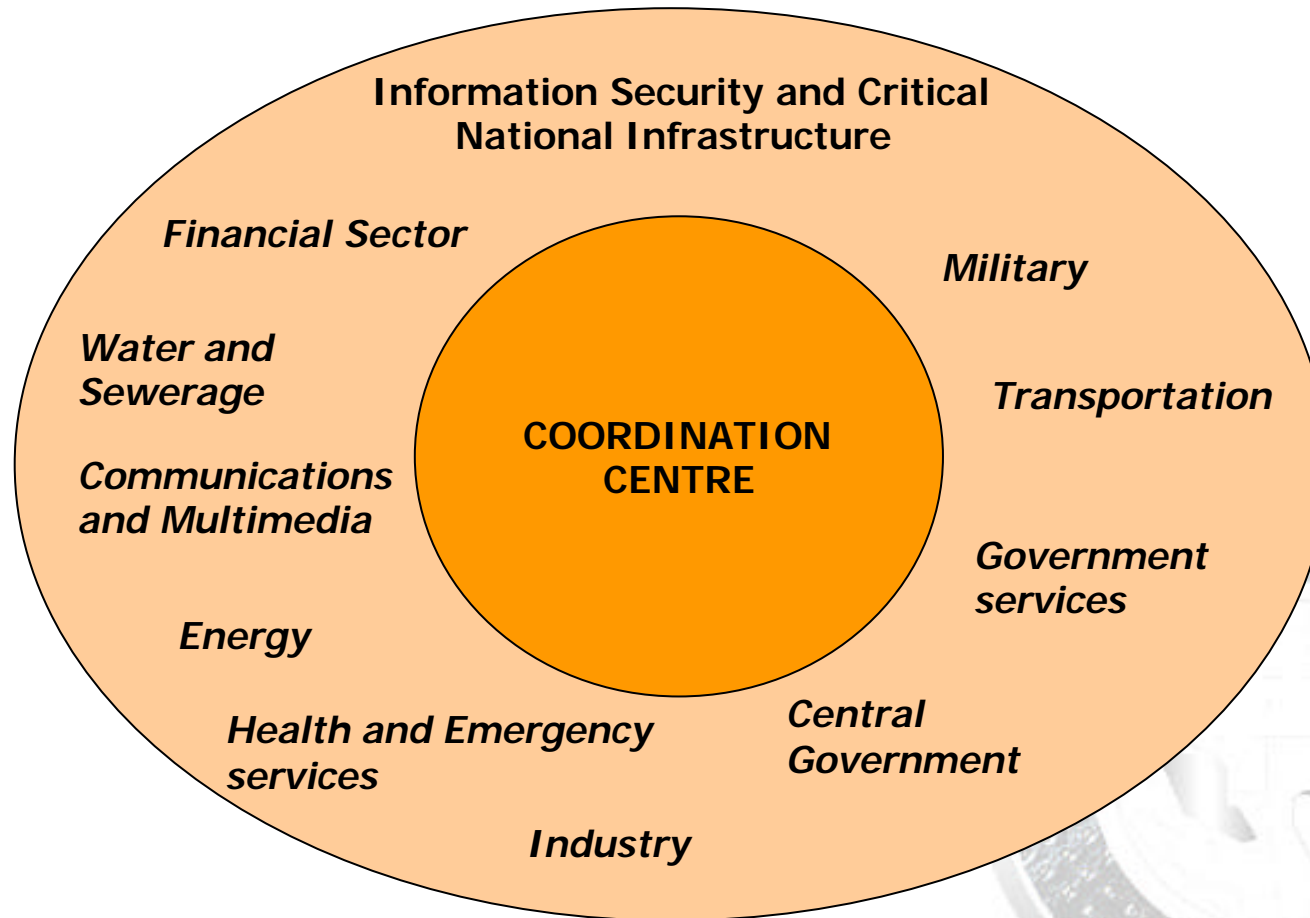 Information Security and Critical
National Infrastructure
Financial Sector
Military
Water and
Sewerage
Transportation
COORDINATION
CENTRE
Communications
and Multimedia
Government
services
Energy
Health and Emergency
services
Central
Government
Industry